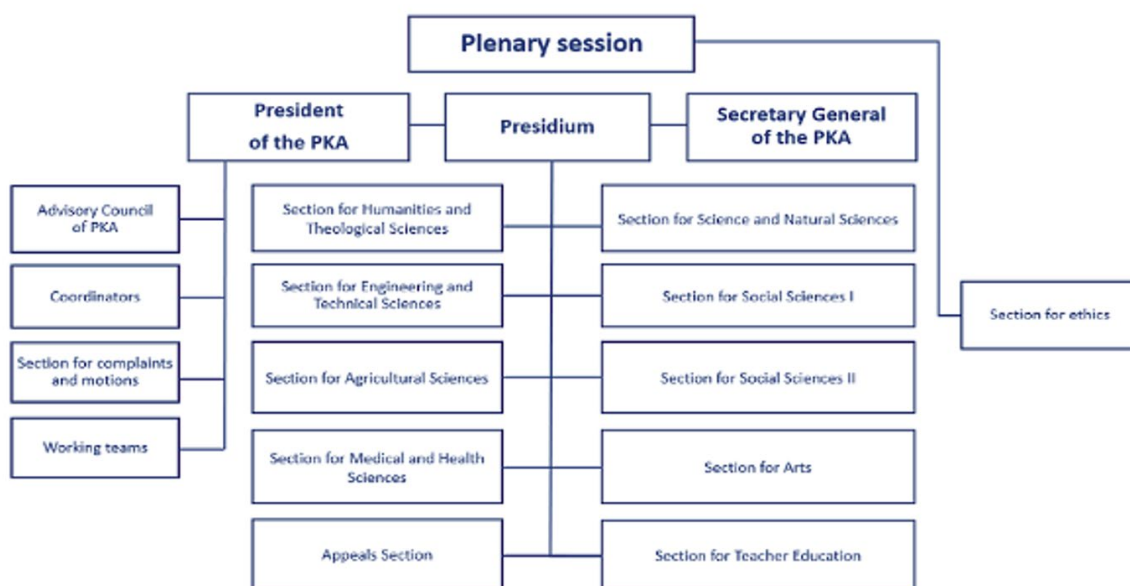 Plenary session
President
of the PKA
Presidium
Secretary General
of the PKA
Advisory Council
of PKA
Coordinators
Section for complaints
and motions
Working teams
Section for Humanities and
Theological Sciences
Section for Engineering and
Technical Sciences
Section for Agricultural Sciences
Section for Medical and Health
Sciences
Appeals Section
Section for Science and Natural Sciences
Section for Social Sciences I
Section for Social Sciences II
Section for Arts
Section for Teacher Education
Section for ethics